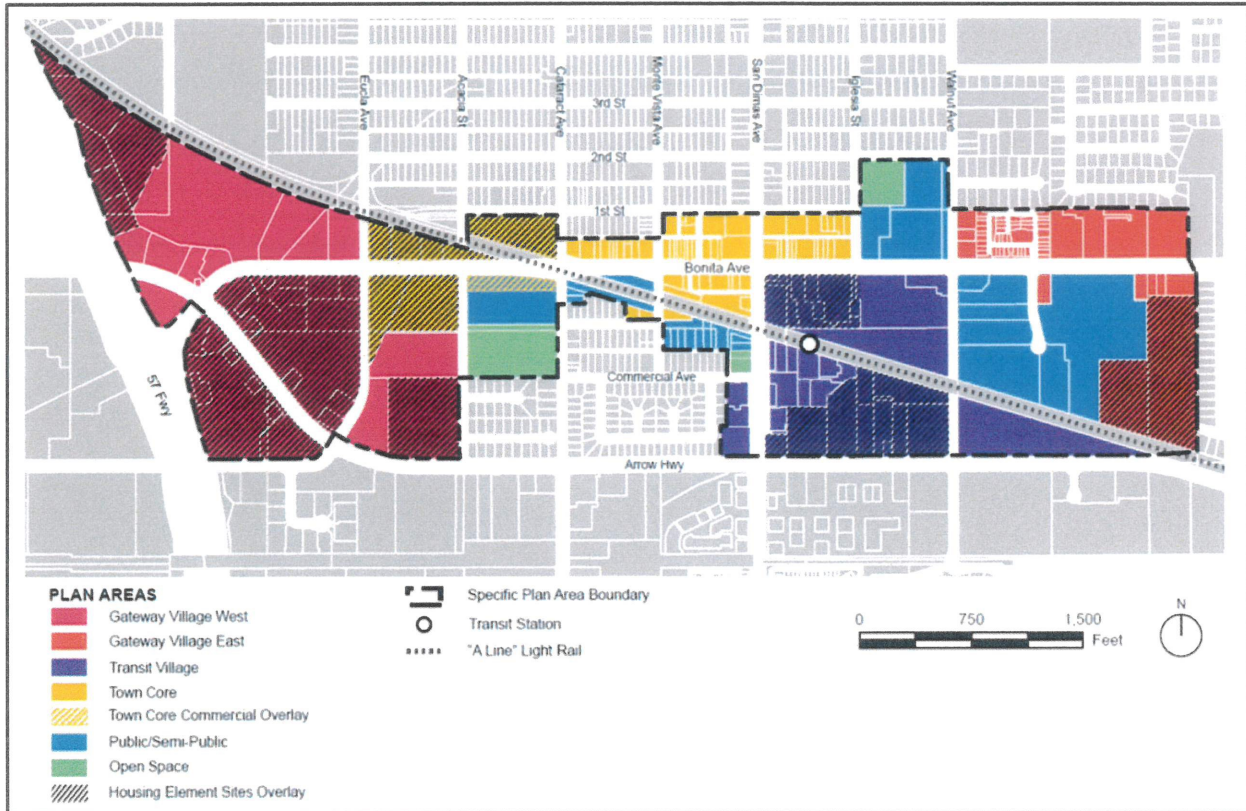 Eucla Ave
Acacia St
Cataract Ave
Monte Vista Ave
San Dimas Ave
Iglesia St
Walnut Ave
3rd St
2nd St
1st St
Bonita Ave
57 Fwy
Commercial Ave
Arrow Hwy
PLAN AREAS
Gateway Village West
Gateway Village East
Transit Village
Town Core
Town Core Commercial Overlay
Public/Semi-Public
Open Space
Housing Element Sites Overlay
Specific Plan Area Boundary
Transit Station
"A Line" Light Rail
0 750 1,500
Feet
N